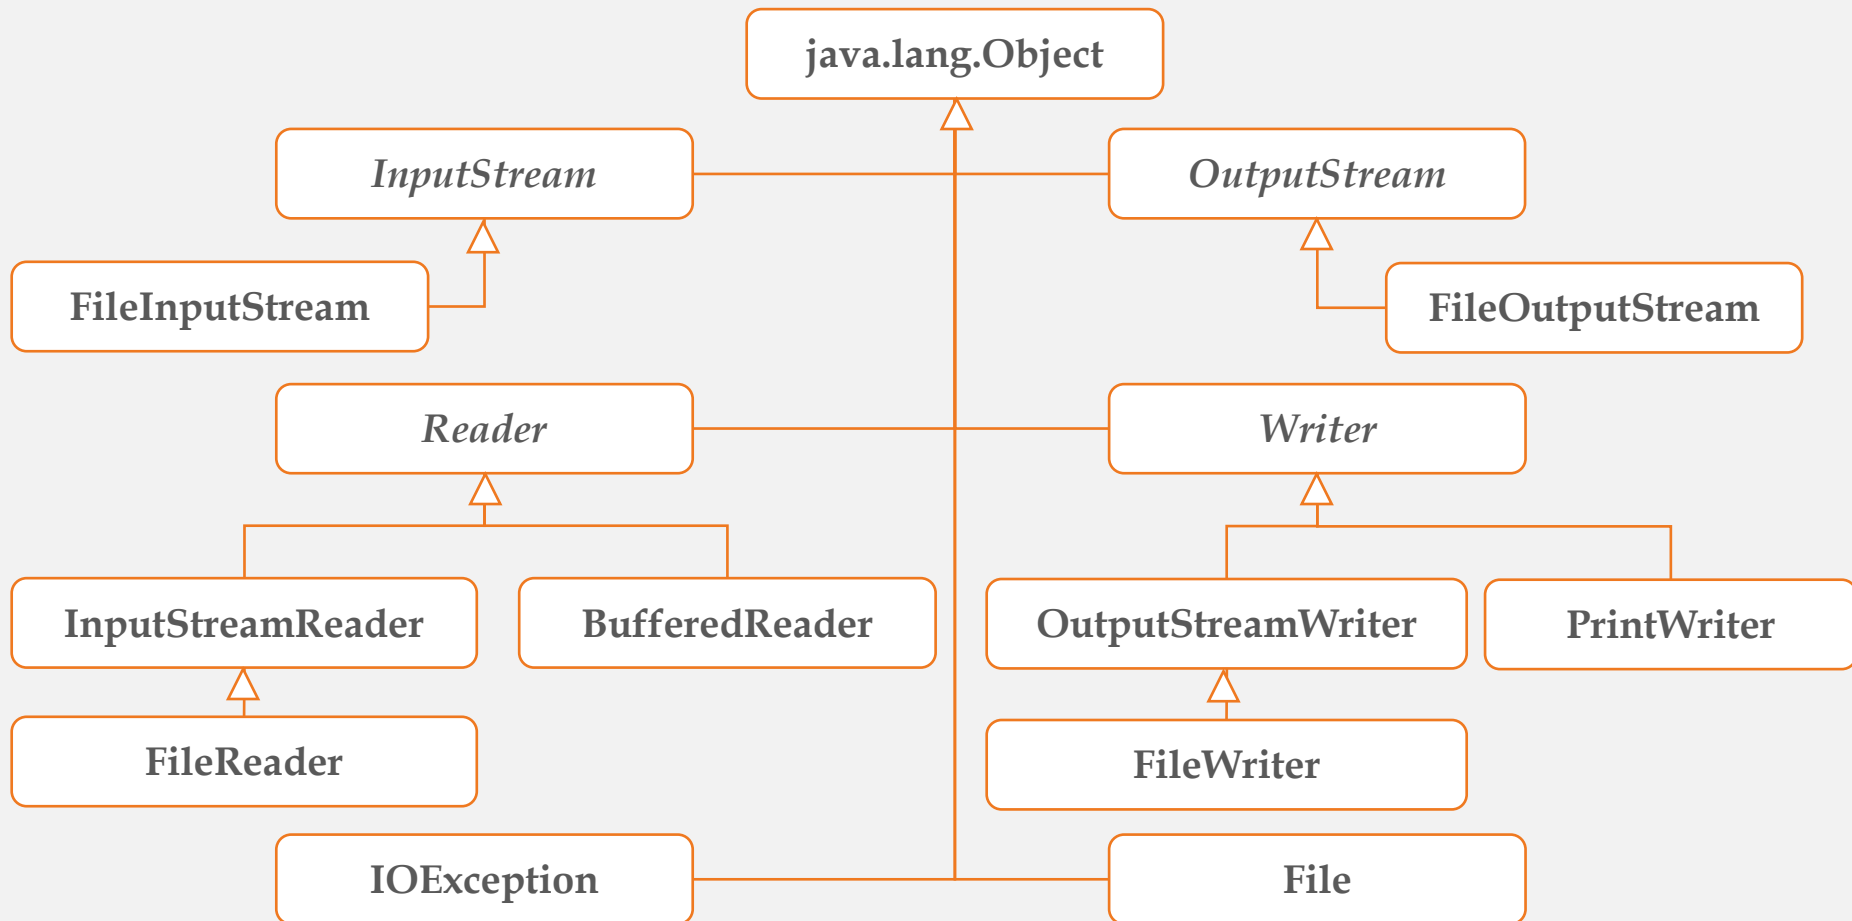 java.lang.Object
InputStream
OutputStream
FileInputStream
FileOutputStream
Reader
Writer
InputStreamReader
BufferedReader
OutputStreamWriter
PrintWriter
FileReader
FileWriter
IOException
File